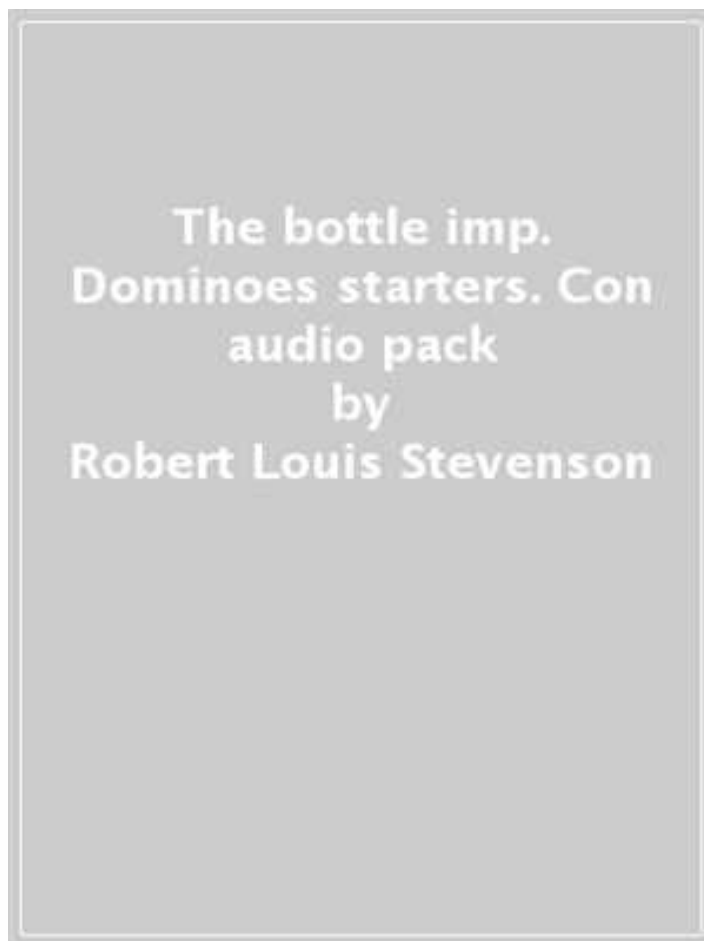 The bottle imp.
Dominoes starters. Con
audio pack
by
Robert Louis Stevenson